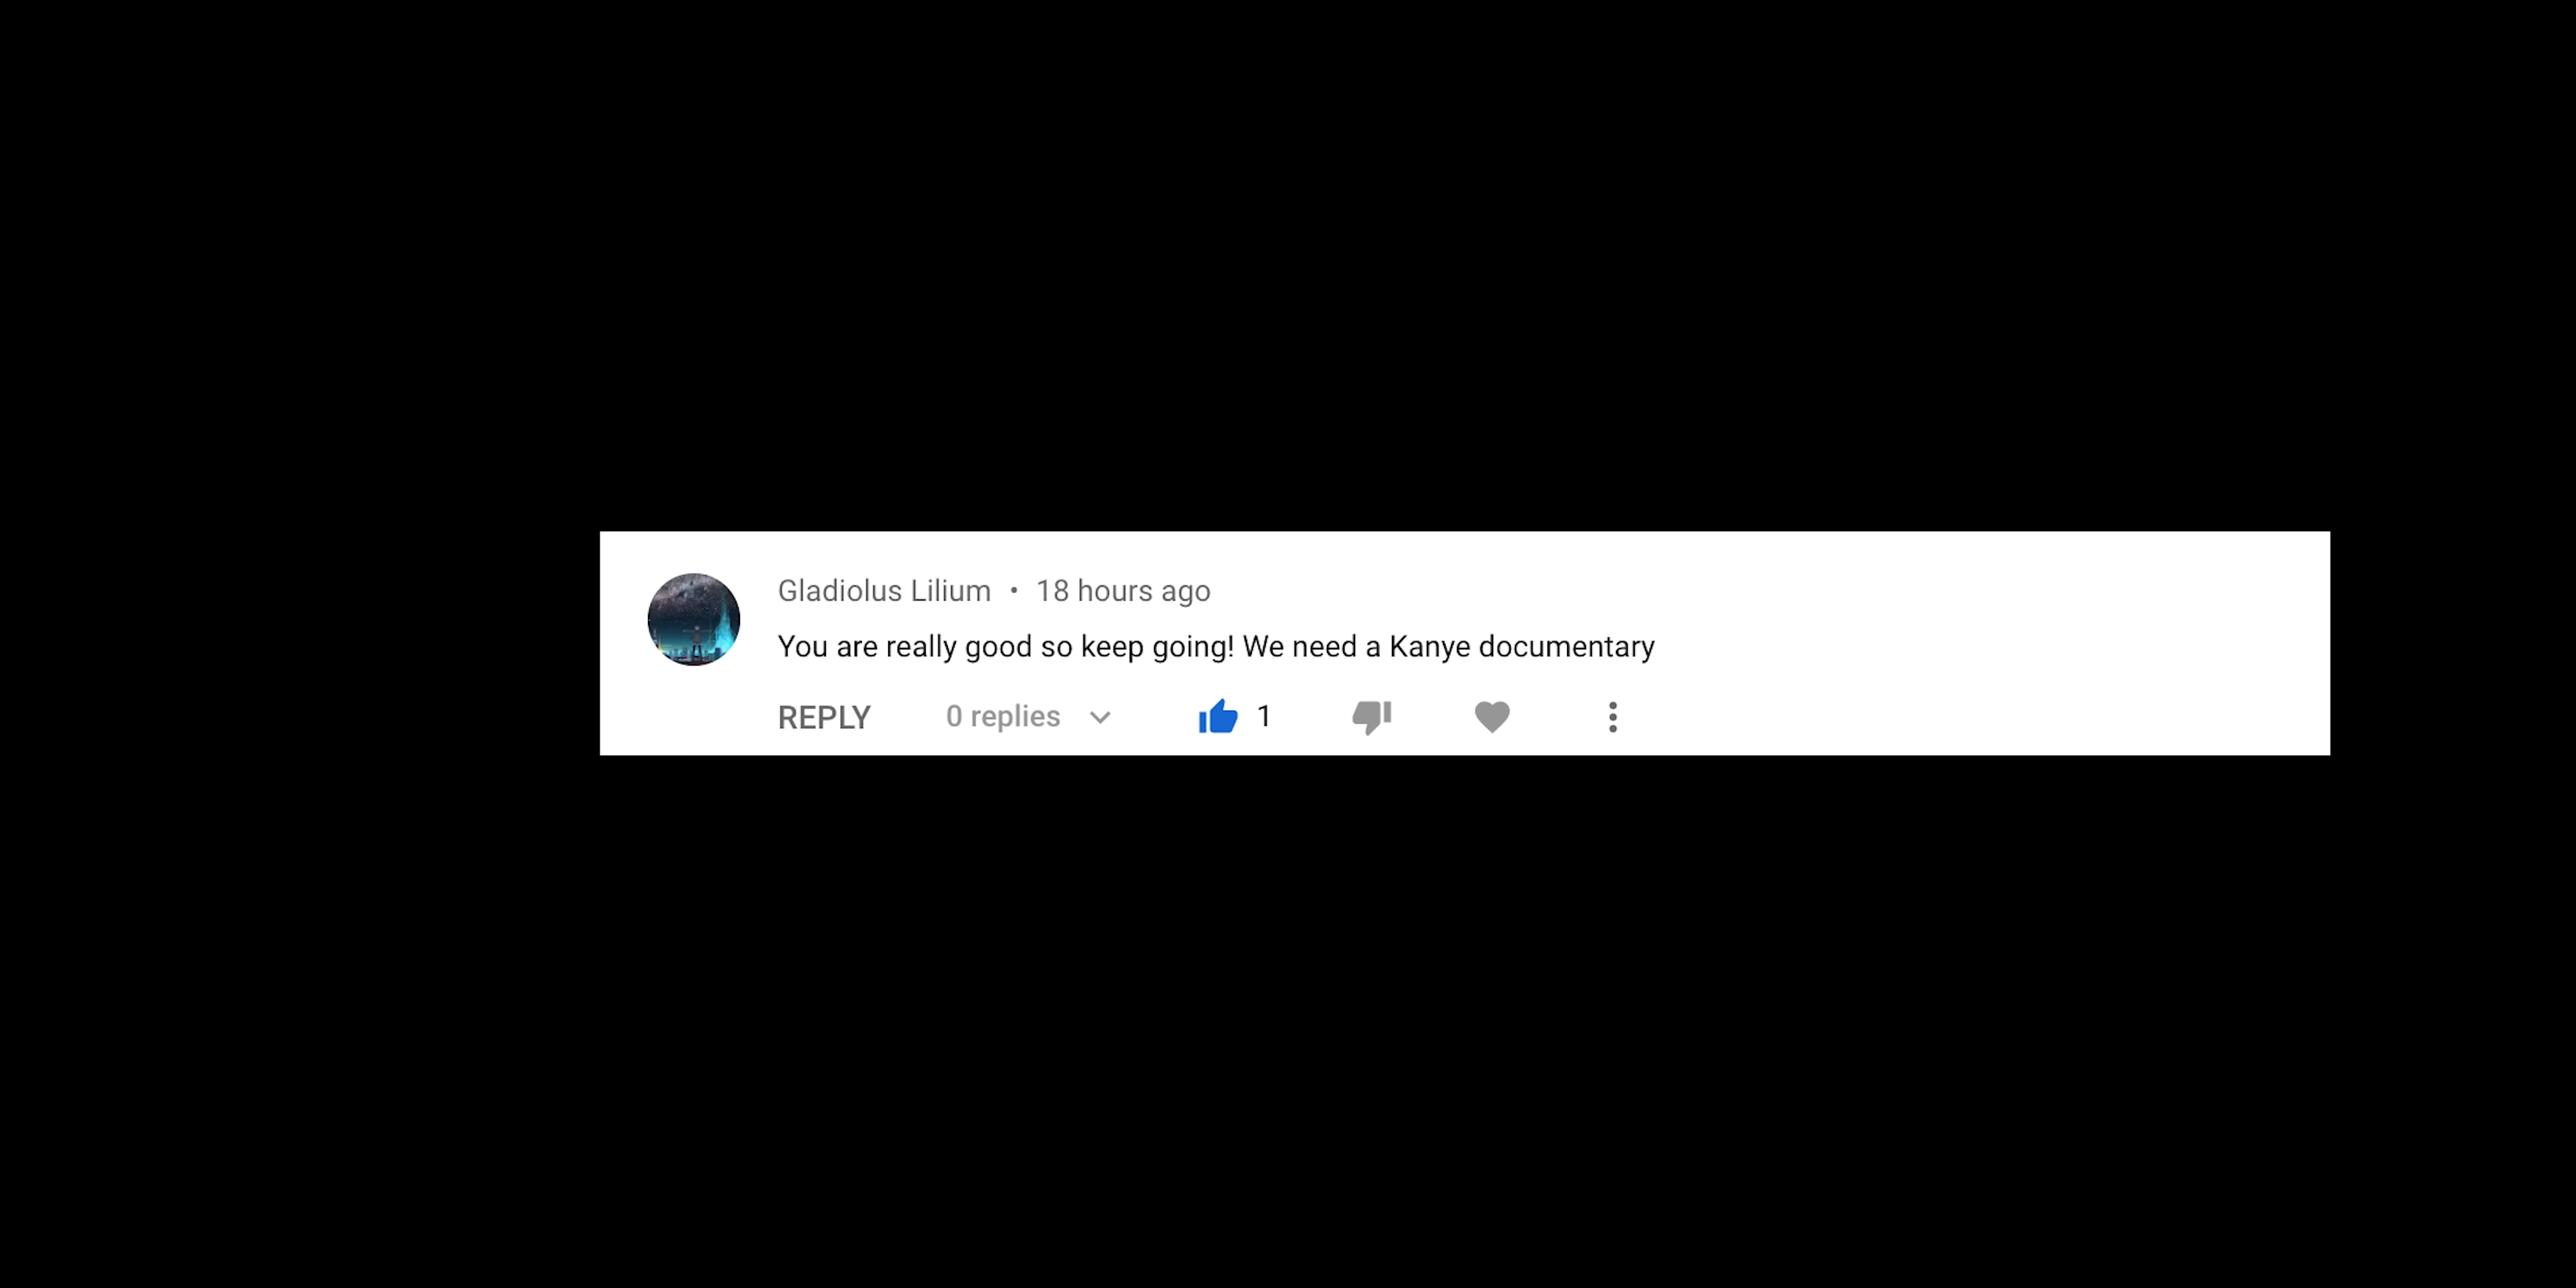 Gladiolus Lilium • 18 hours ago
You are really good so keep going! We need a Kanye documentary
REPLY 0 replies 1